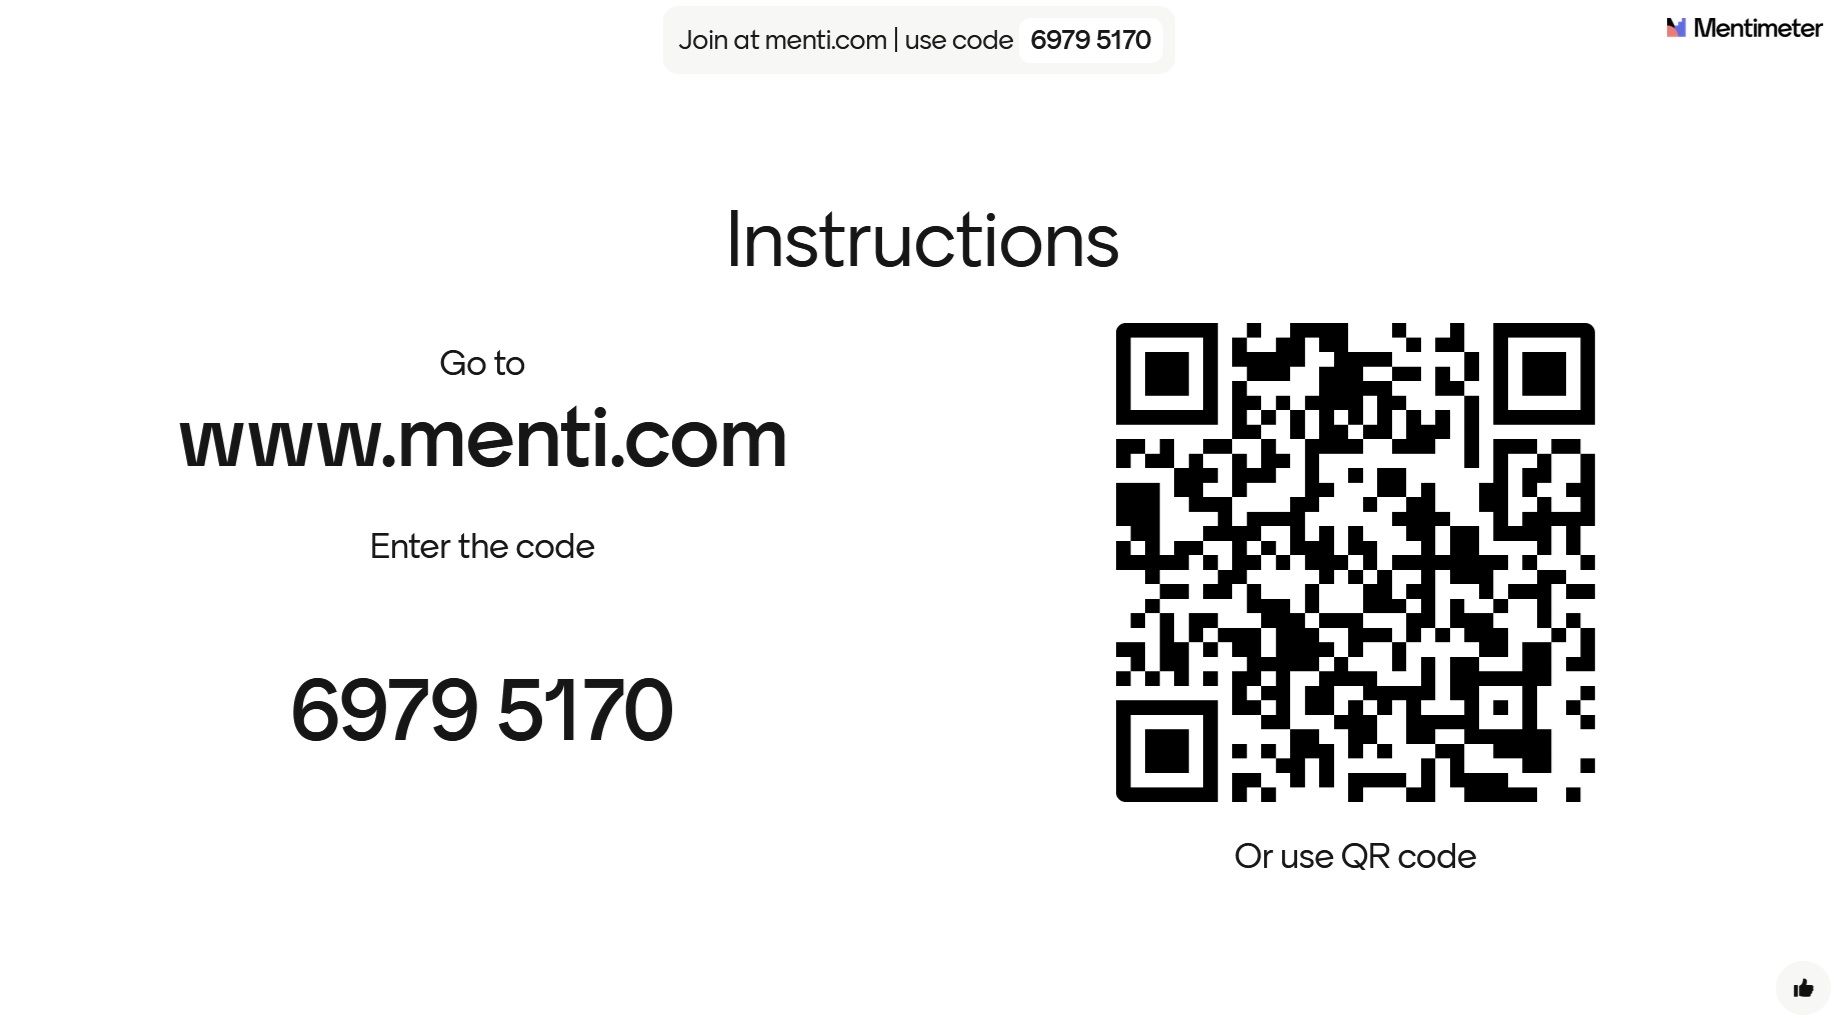 Join at menti.com | use code 6979 5170
Mentimeter
Instructions
Go to
www.menti.com
Enter the code
6979 5170
Or use QR code